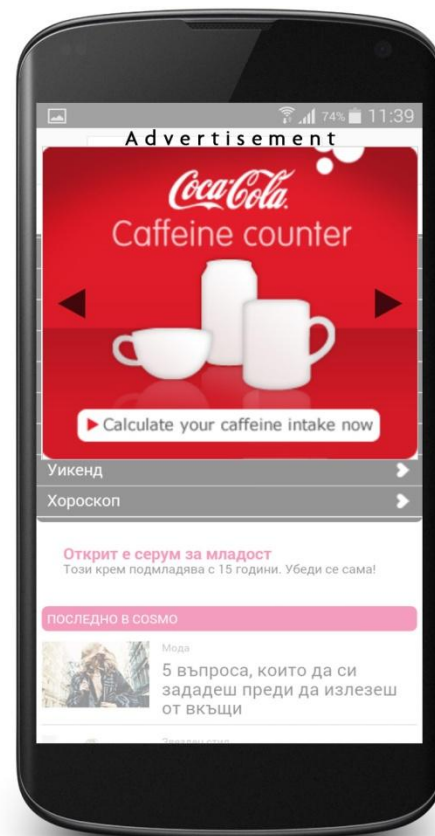 74% 11:39
Advertisement
Coca-Cola
Caffeine counter
Calculate your caffeine intake now
Уикенд
Хороскоп
Открит е серум за младост
Този крем подмладява с 15 години. Убеди се сама!
ПОСЛЕДНО В COSMO
Мода
5 въпроса, които да си
зададеш преди да излезеш
от вкъщи